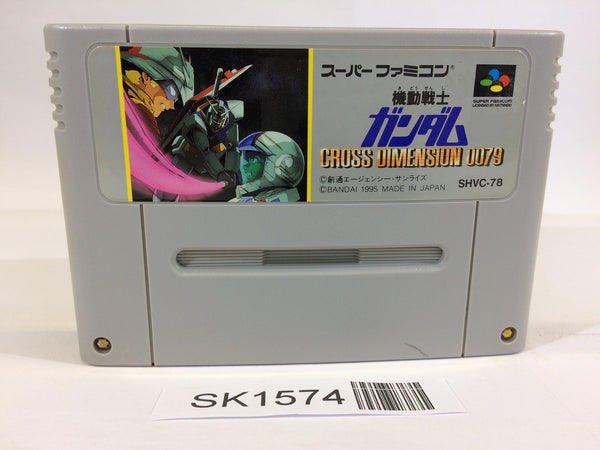 スーパーファミコン®
きどうせんし
機動戦士
ガンダム
CROSS DIMENSION 0079
©創通エージェンシー・サンライズ
©BANDAI 1995 MADE IN JAPAN
SHVC-78
SUPER FAMICOM
LICENSED BY NINTENDO
SK1574